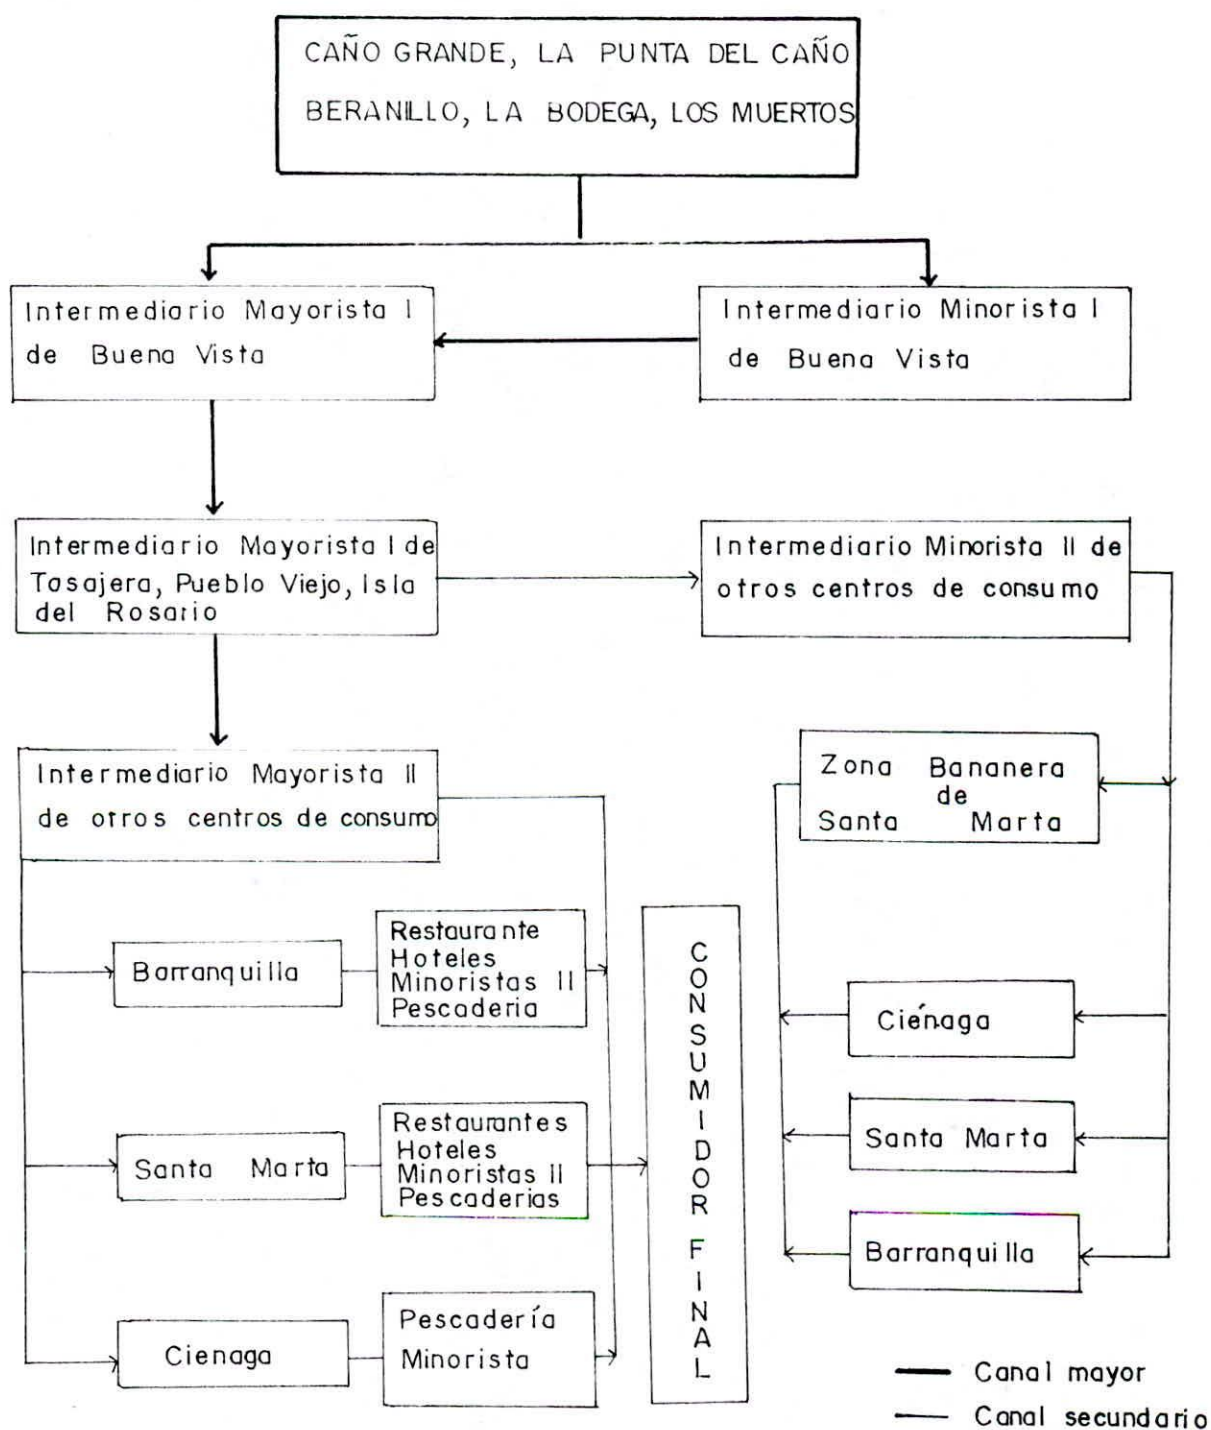 CAÑO GRANDE, LA PUNTA DEL CAÑO
BERANILLO, LA BODEGA, LOS MUERTOS
Intermediario Mayorista I
de Buena Vista
Intermediario Minorista I
de Buena Vista
Intermediario Mayorista I de
Tasajera, Pueblo Viejo, Isla
del Rosario
Intermediario Minorista II de
otros centros de consumo
Intermediario Mayorista II
de otros centros de consumo
Zona Bananera
de
Santa Marta
Barranquilla
Restaurante
Hoteles
Minoristas II
Pescaderia
Santa Marta
Restaurantes
Hoteles
Minoristas II
Pescaderias
Cienaga
Pescadería
Minorista
CONSUMIDOR FINAL
Ciénaga
Santa Marta
Barranquilla
Canal mayor
Canal secundario